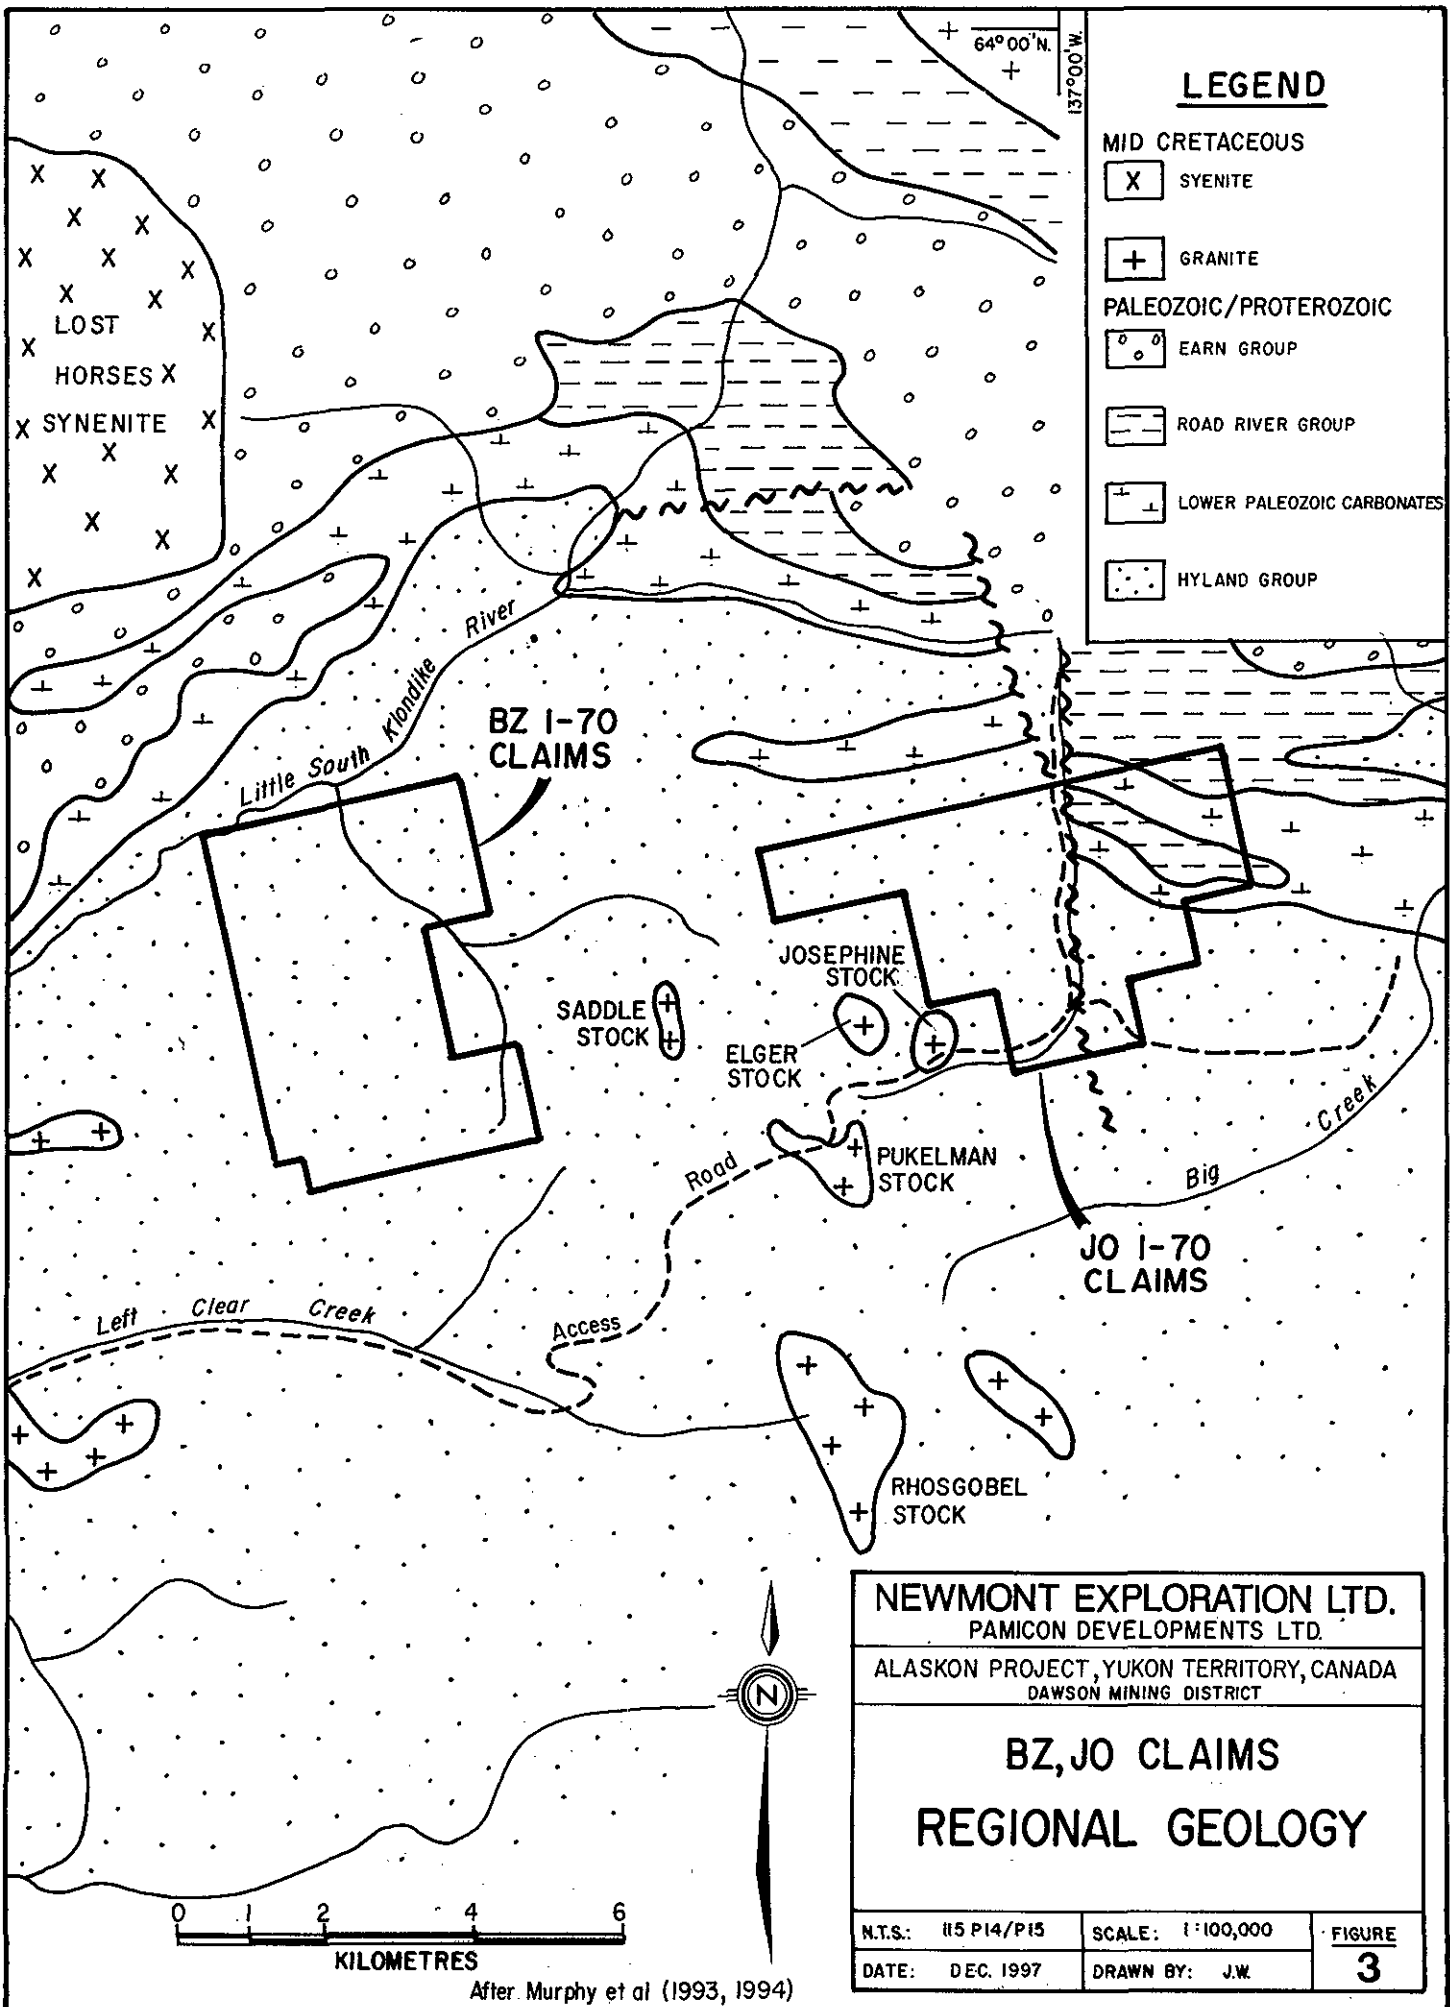 64°00'N.
137°00'W.
LEGEND
MID CRETACEOUS
X SYENITE
+ GRANITE
PALEOZOIC/PROTEROZOIC
EARN GROUP
ROAD RIVER GROUP
LOWER PALEOZOIC CARBONATES
HYLAND GROUP
LOST
HORSES
SYNENITE
Little South Klondike River
BZ 1-70
CLAIMS
JOSEPHINE
STOCK
SADDLE
STOCK
ELGER
STOCK
PUKELMAN
STOCK
Road
Access
Big Creek
JO 1-70
CLAIMS
Left Clear Creek
RHOSGOBEL
STOCK
N
0 1 2 4 6
KILOMETRES
After Murphy et al (1993, 1994)
NEWMONT EXPLORATION LTD.
PAMICON DEVELOPMENTS LTD.
ALASKON PROJECT, YUKON TERRITORY, CANADA
DAWSON MINING DISTRICT
BZ, JO CLAIMS
REGIONAL GEOLOGY
N.T.S.: 115 P14/P15
SCALE: 1:100,000
FIGURE
3
DATE: DEC. 1997
DRAWN BY: J.W.